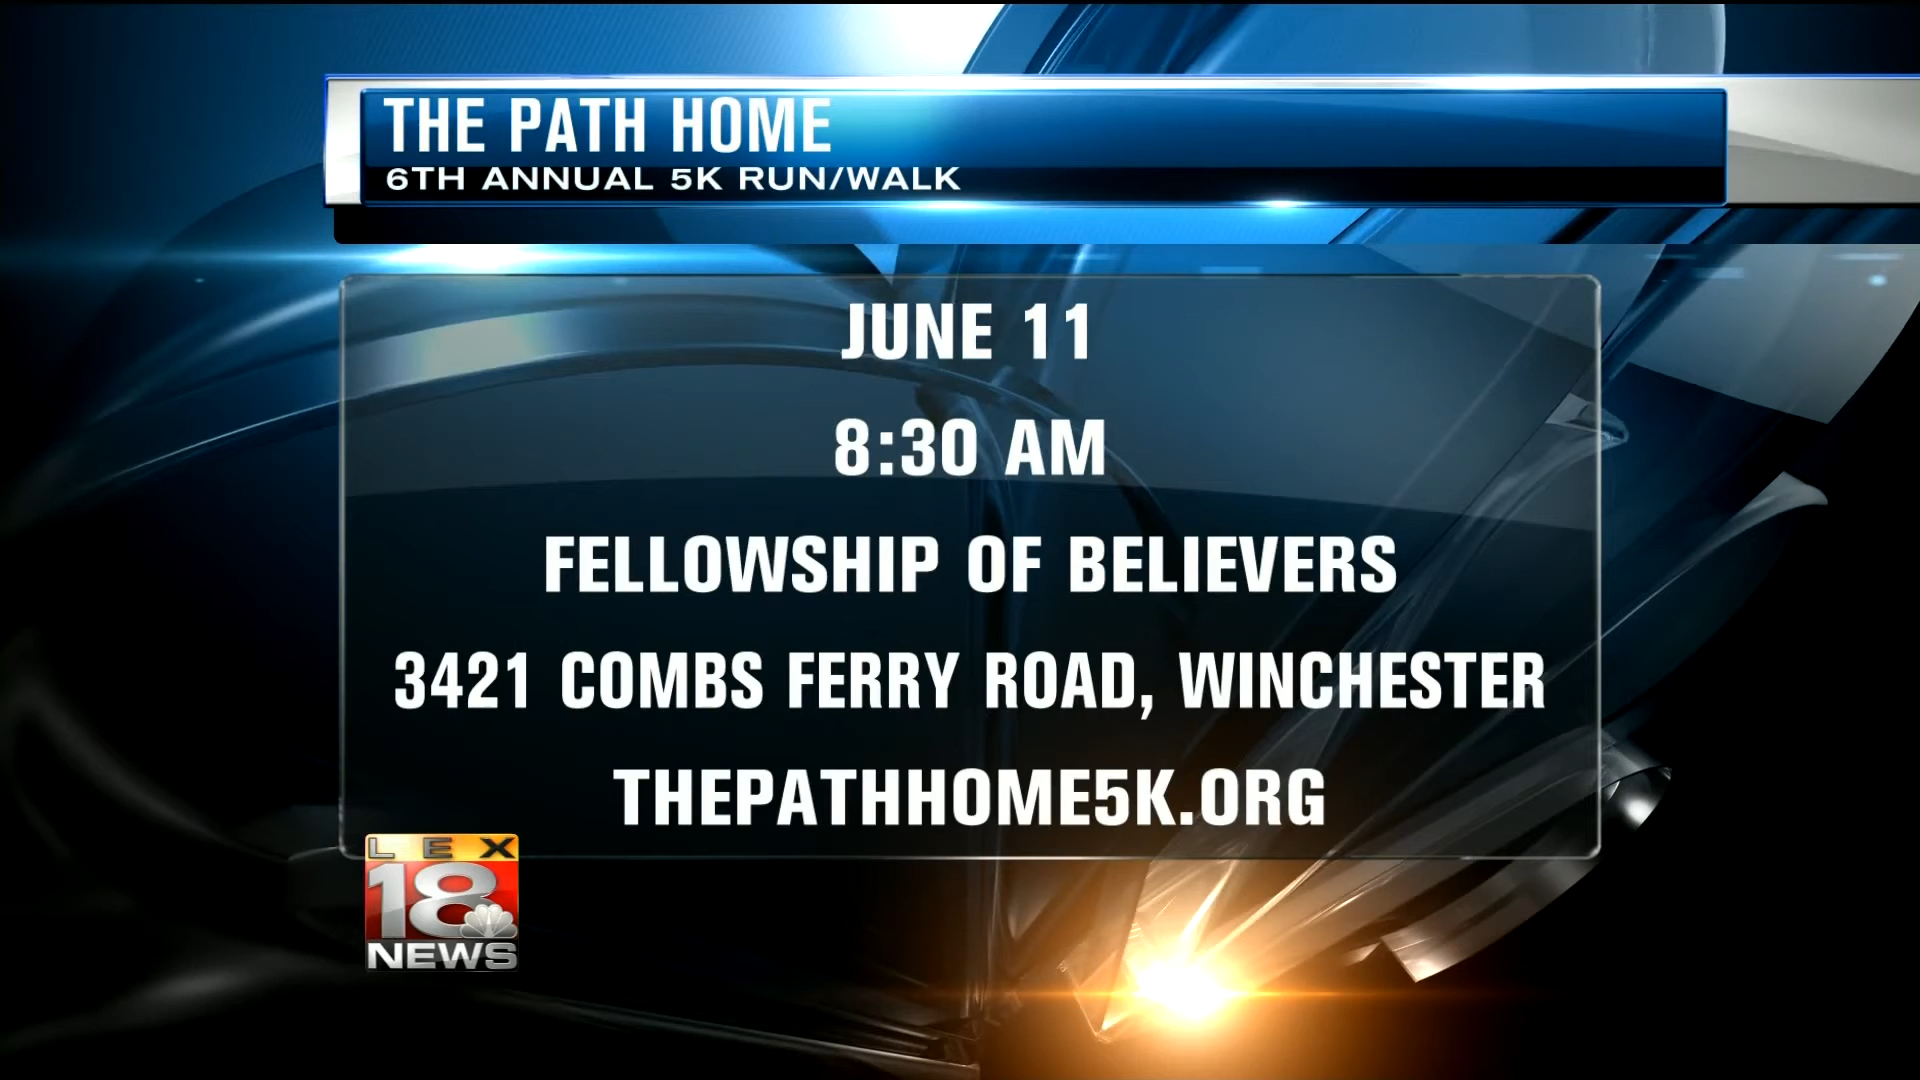 THE PATH HOME
6TH ANNUAL 5K RUN/WALK
JUNE 11
8:30 AM
FELLOWSHIP OF BELIEVERS
3421 COMBS FERRY ROAD, WINCHESTER
THEPATHHOME5K.ORG
LEX
18
NEWS